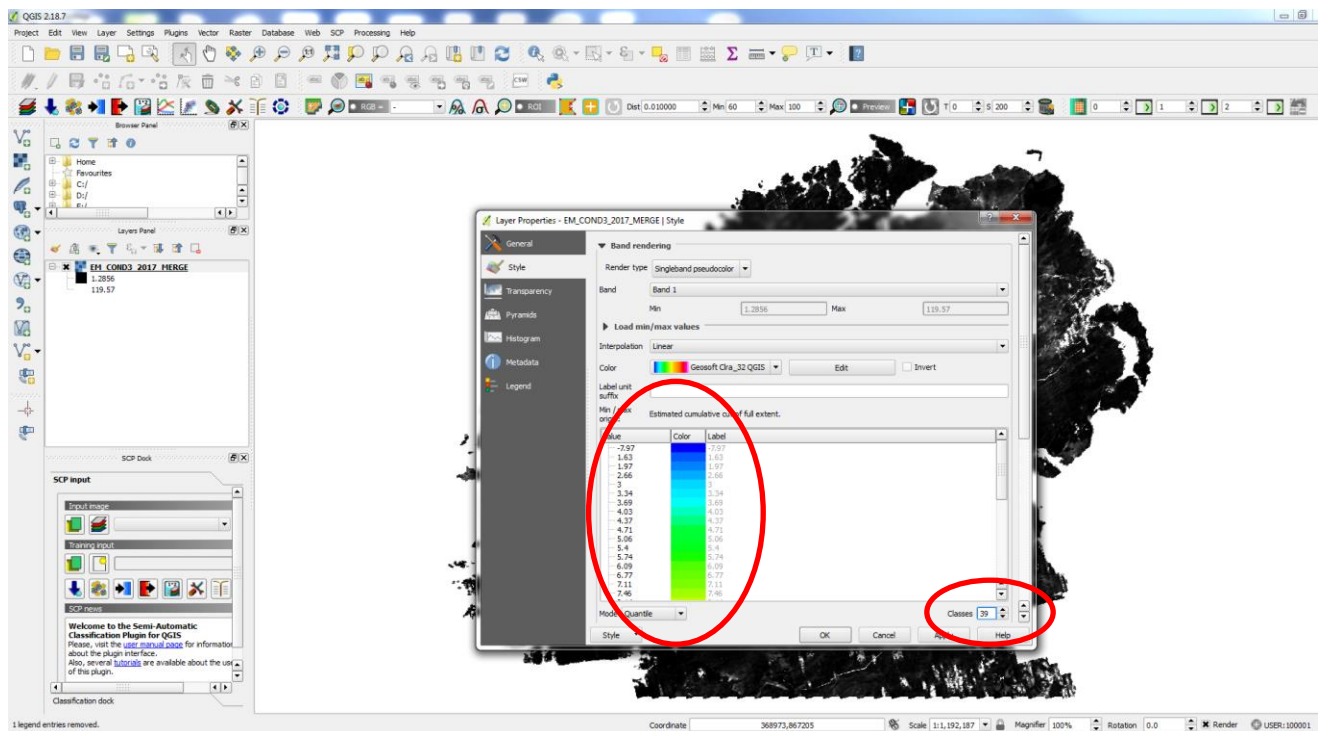 QGIS 2.18.7
Project Edit View Layer Settings Plugins Vector Raster Database Web SCP Processing Help
CSW
RGB = - ROI Dist 0.010000 Min 60 Max 100 Preview T 0 S 200 0 1 2
Browser Panel
Home
Favourites
C:/
D:/
Layers Panel
EM_COND3_2017_MERGE
1.2856
119.57
SCP Dock
SCP input
Input image
Training input
SCP news
Welcome to the Semi-Automatic
Classification Plugin for QGIS
Please, visit the user manual page for information
about the plugin interface.
Also, several tutorials are available about the use
of this plugin.
Classification dock
Layer Properties - EM_COND3_2017_MERGE | Style
General
Style
Transparency
Pyramids
Histogram
Metadata
Legend
Band rendering
Render type Singleband pseudocolor
Band Band 1
Min 1.2856 Max 119.57
Load min/max values
Interpolation Linear
Color Geosoft Clra_32 QGIS Edit Invert
Label unit
suffix
Min / max
origin: Estimated cumulative cut of full extent.
Value Color Label
-7.97 -7.97
1.63 1.63
1.97 1.97
2.66 2.66
3 3
3.34 3.34
3.69 3.69
4.03 4.03
4.37 4.37
4.71 4.71
5.06 5.06
5.4 5.4
5.74 5.74
6.09 6.09
6.77 6.77
7.11 7.11
7.46 7.46
Mode Quantile Classes 39
Style OK Cancel Apply Help
1 legend entries removed. Coordinate 368973,867205 Scale 1:1,192,187 Magnifier 100% Rotation 0.0 Render USER:100001